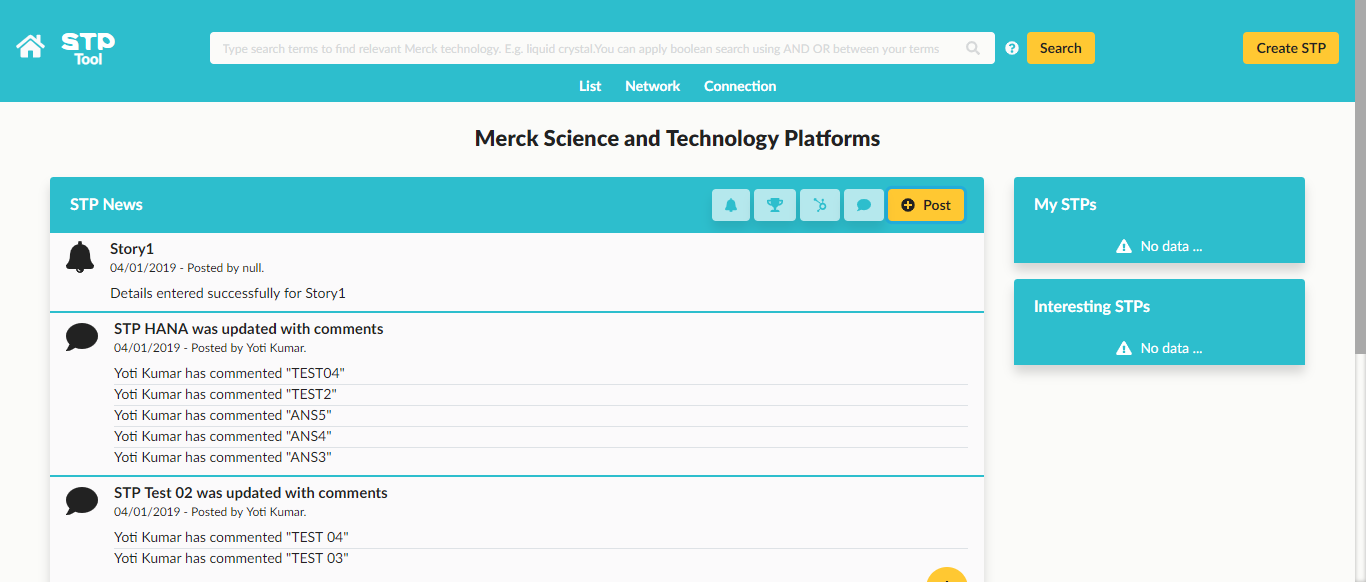 STP
Tool
Type search terms to find relevant Merck technology. E.g. liquid crystal.You can apply boolean search using AND OR between your terms
Search
Create STP
List Network Connection
Merck Science and Technology Platforms
STP News
Post
Story1
04/01/2019 - Posted by null.
Details entered successfully for Story1
STP HANA was updated with comments
04/01/2019 - Posted by Yoti Kumar.
Yoti Kumar has commented "TEST04"
Yoti Kumar has commented "TEST2"
Yoti Kumar has commented "ANS5"
Yoti Kumar has commented "ANS4"
Yoti Kumar has commented "ANS3"
STP Test 02 was updated with comments
04/01/2019 - Posted by Yoti Kumar.
Yoti Kumar has commented "TEST 04"
Yoti Kumar has commented "TEST 03"
My STPs
No data ...
Interesting STPs
No data ...